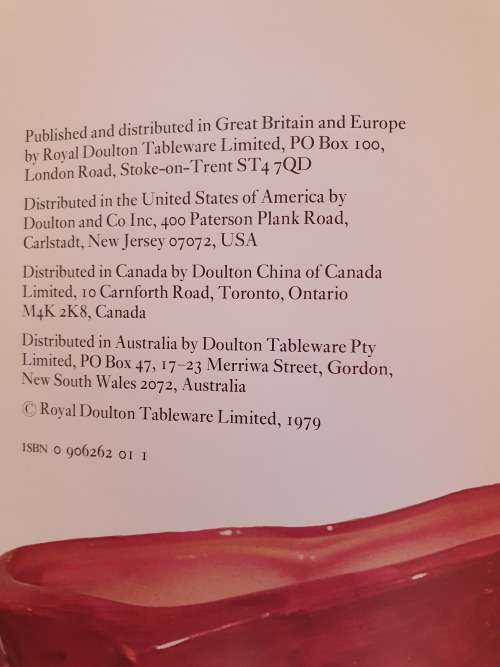 Published and distributed in Great Britain and Europe
by Royal Doulton Tableware Limited, PO Box 100,
London Road, Stoke-on-Trent ST4 7QD
Distributed in the United States of America by
Doulton and Co Inc, 400 Paterson Plank Road,
Carlstadt, New Jersey 07072, USA
Distributed in Canada by Doulton China of Canada
Limited, 10 Carnforth Road, Toronto, Ontario
M4K 2K8, Canada
Distributed in Australia by Doulton Tableware Pty
Limited, PO Box 47, 17–23 Merriwa Street, Gordon,
New South Wales 2072, Australia
© Royal Doulton Tableware Limited, 1979
ISBN 0 906262 01 1